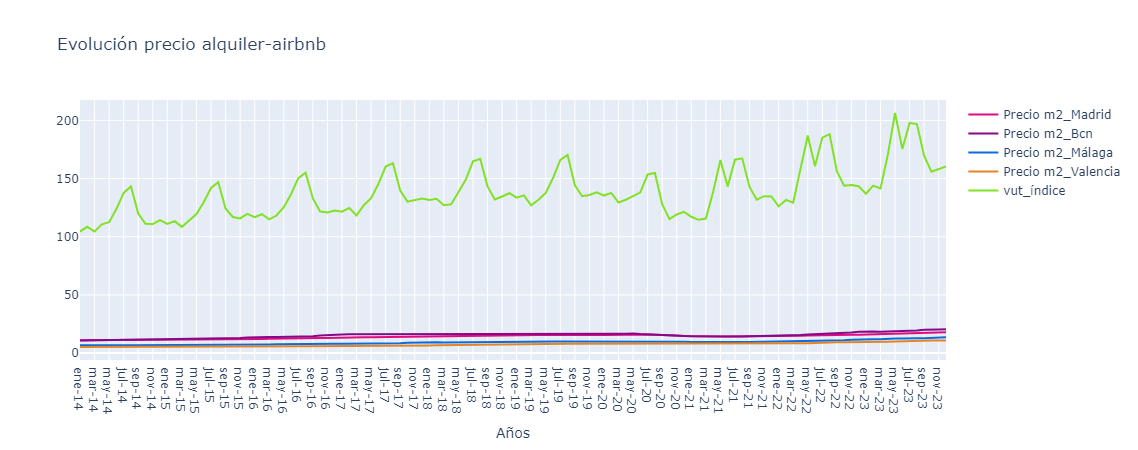 Evolución precio alquiler-airbnb
200
150
100
50
0
ene-14
mar-14
may-14
jul-14
sep-14
nov-14
ene-15
mar-15
may-15
jul-15
sep-15
nov-15
ene-16
mar-16
may-16
jul-16
sep-16
nov-16
ene-17
mar-17
may-17
jul-17
sep-17
nov-17
ene-18
mar-18
may-18
jul-18
sep-18
nov-18
ene-19
mar-19
may-19
jul-19
sep-19
nov-19
ene-20
mar-20
may-20
jul-20
sep-20
nov-20
ene-21
mar-21
may-21
jul-21
sep-21
nov-21
ene-22
mar-22
may-22
jul-22
sep-22
nov-22
ene-23
mar-23
may-23
jul-23
sep-23
nov-23
Años
Precio m2_Madrid
Precio m2_Bcn
Precio m2_Málaga
Precio m2_Valencia
vut_índice